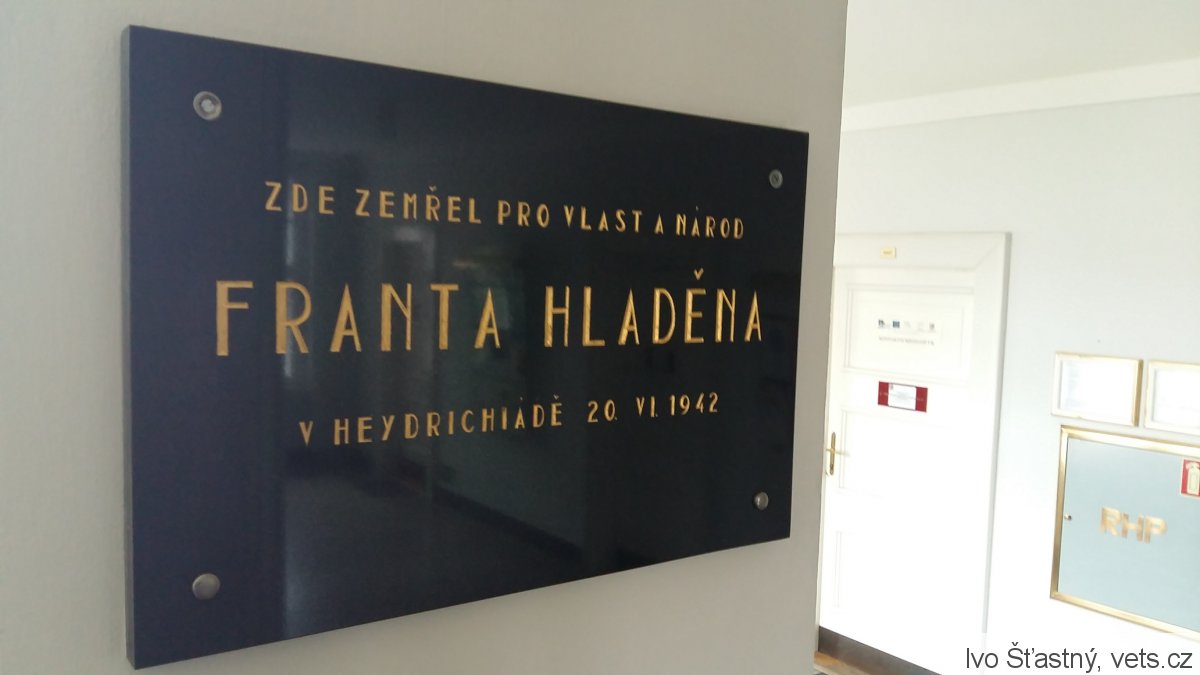 ZDE ZEMŘEL PRO VLAST A NÁROD
FRANTA HLADĚNA
V HEYDRICHIÁDĚ 20. VI. 1942
RHP
Ivo Šťastný, vets.cz